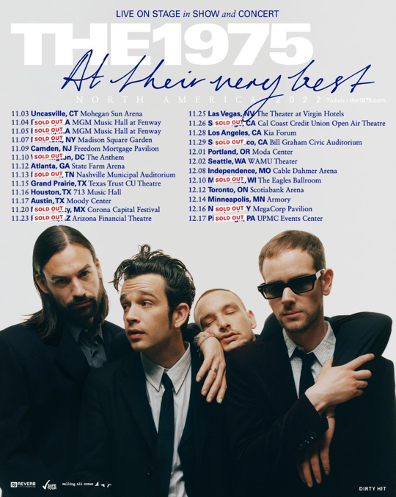 LIVE ON STAGE in SHOW and CONCERT
THE1975
At their very best
NORTH AMERICA 2022
11.03 Uncasville, CT Mohegan Sun Arena
11.04 SOLD OUT A MGM Music Hall at Fenway
11.05 SOLD OUT A MGM Music Hall at Fenway
11.07 SOLD OUT NY Madison Square Garden
11.09 Camden, NJ Freedom Mortgage Pavilion
11.10 SOLD OUT n, DC The Anthem
11.12 Atlanta, GA State Farm Arena
11.13 SOLD OUT TN Nashville Municipal Auditorium
11.15 Grand Prairie, TX Texas Trust CU Theatre
11.16 Houston, TX 713 Music Hall
11.17 Austin, TX Moody Center
11.20 SOLD OUT y, MX Corona Capital Festival
11.23 SOLD OUT Z Arizona Financial Theatre
11.25 Las Vegas, NV The Theater at Virgin Hotels
11.26 S SOLD OUT CA Cal Coast Credit Union Open Air Theatre
11.28 Los Angeles, CA Kia Forum
11.29 S SOLD OUT co, CA Bill Graham Civic Auditorium
12.01 Portland, OR Moda Center
12.02 Seattle, WA WAMU Theater
12.08 Independence, MO Cable Dahmer Arena
12.10 M SOLD OUT , WI The Eagles Ballroom
12.12 Toronto, ON Scotiabank Arena
12.14 Minneapolis, MN Armory
12.16 N SOLD OUT Y MegaCorp Pavilion
12.17 P SOLD OUT , PA UPMC Events Center
REVERB
DIRTY HIT